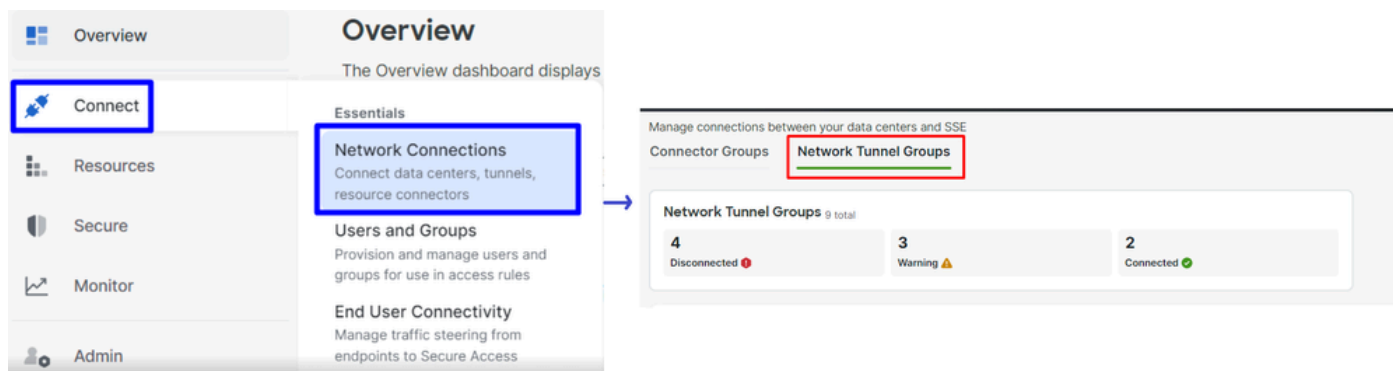 Overview
Connect
Resources
Secure
Monitor
Admin
Overview
The Overview dashboard displays
Essentials
Network Connections
Connect data centers, tunnels,
resource connectors
Users and Groups
Provision and manage users and
groups for use in access rules
End User Connectivity
Manage traffic steering from
endpoints to Secure Access
Manage connections between your data centers and SSE
Connector Groups Network Tunnel Groups
Network Tunnel Groups 9 total
4 3 2
Disconnected Warning Connected